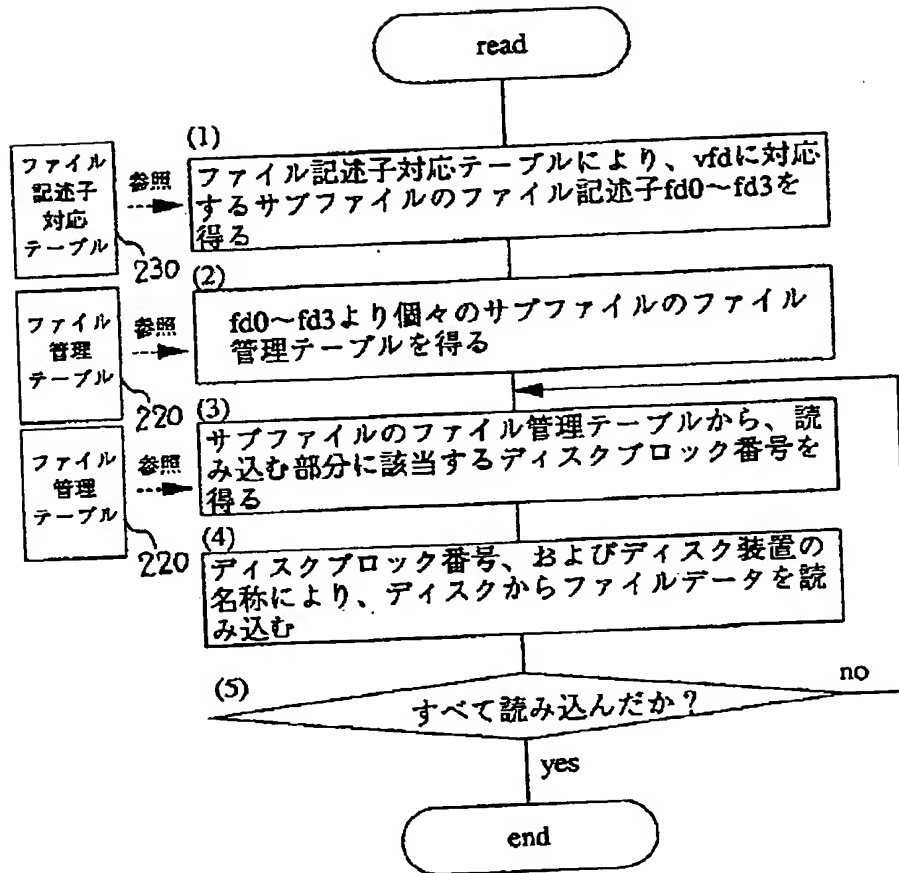 read
(1)
ファイル
記述子
対応
テーブル
参照
ファイル記述子対応テーブルにより、vfdに対応
するサブファイルのファイル記述子fd0～fd3を
得る
230
(2)
ファイル
管理
テーブル
参照
fd0～fd3より個々のサブファイルのファイル
管理テーブルを得る
220
(3)
ファイル
管理
テーブル
参照
サブファイルのファイル管理テーブルから、読
み込む部分に該当するディスクブロック番号を
得る
220
(4)
ディスクブロック番号、およびディスク装置の
名称により、ディスクからファイルデータを読
み込む
(5)
すべて読み込んだか？
no
yes
end